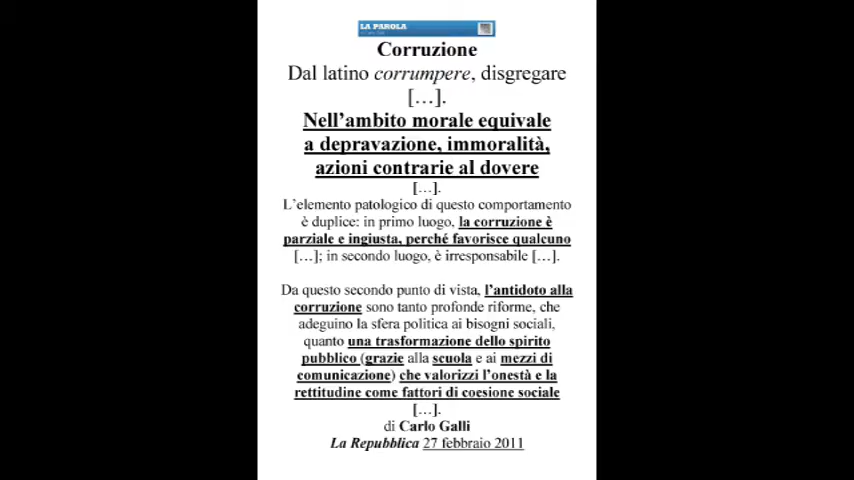 LA PAROLA
di Carlo Galli
Corruzione
Dal latino corrumpere, disgregare
[…].
Nell’ambito morale equivale
a depravazione, immoralità,
azioni contrarie al dovere
[…].
L’elemento patologico di questo comportamento
è duplice: in primo luogo, la corruzione è
parziale e ingiusta, perché favorisce qualcuno
[…]; in secondo luogo, è irresponsabile […].
Da questo secondo punto di vista, l’antidoto alla
corruzione sono tanto profonde riforme, che
adeguino la sfera politica ai bisogni sociali,
quanto una trasformazione dello spirito
pubblico (grazie alla scuola e ai mezzi di
comunicazione) che valorizzi l’onestà e la
rettitudine come fattori di coesione sociale
[…].
di Carlo Galli
La Repubblica 27 febbraio 2011